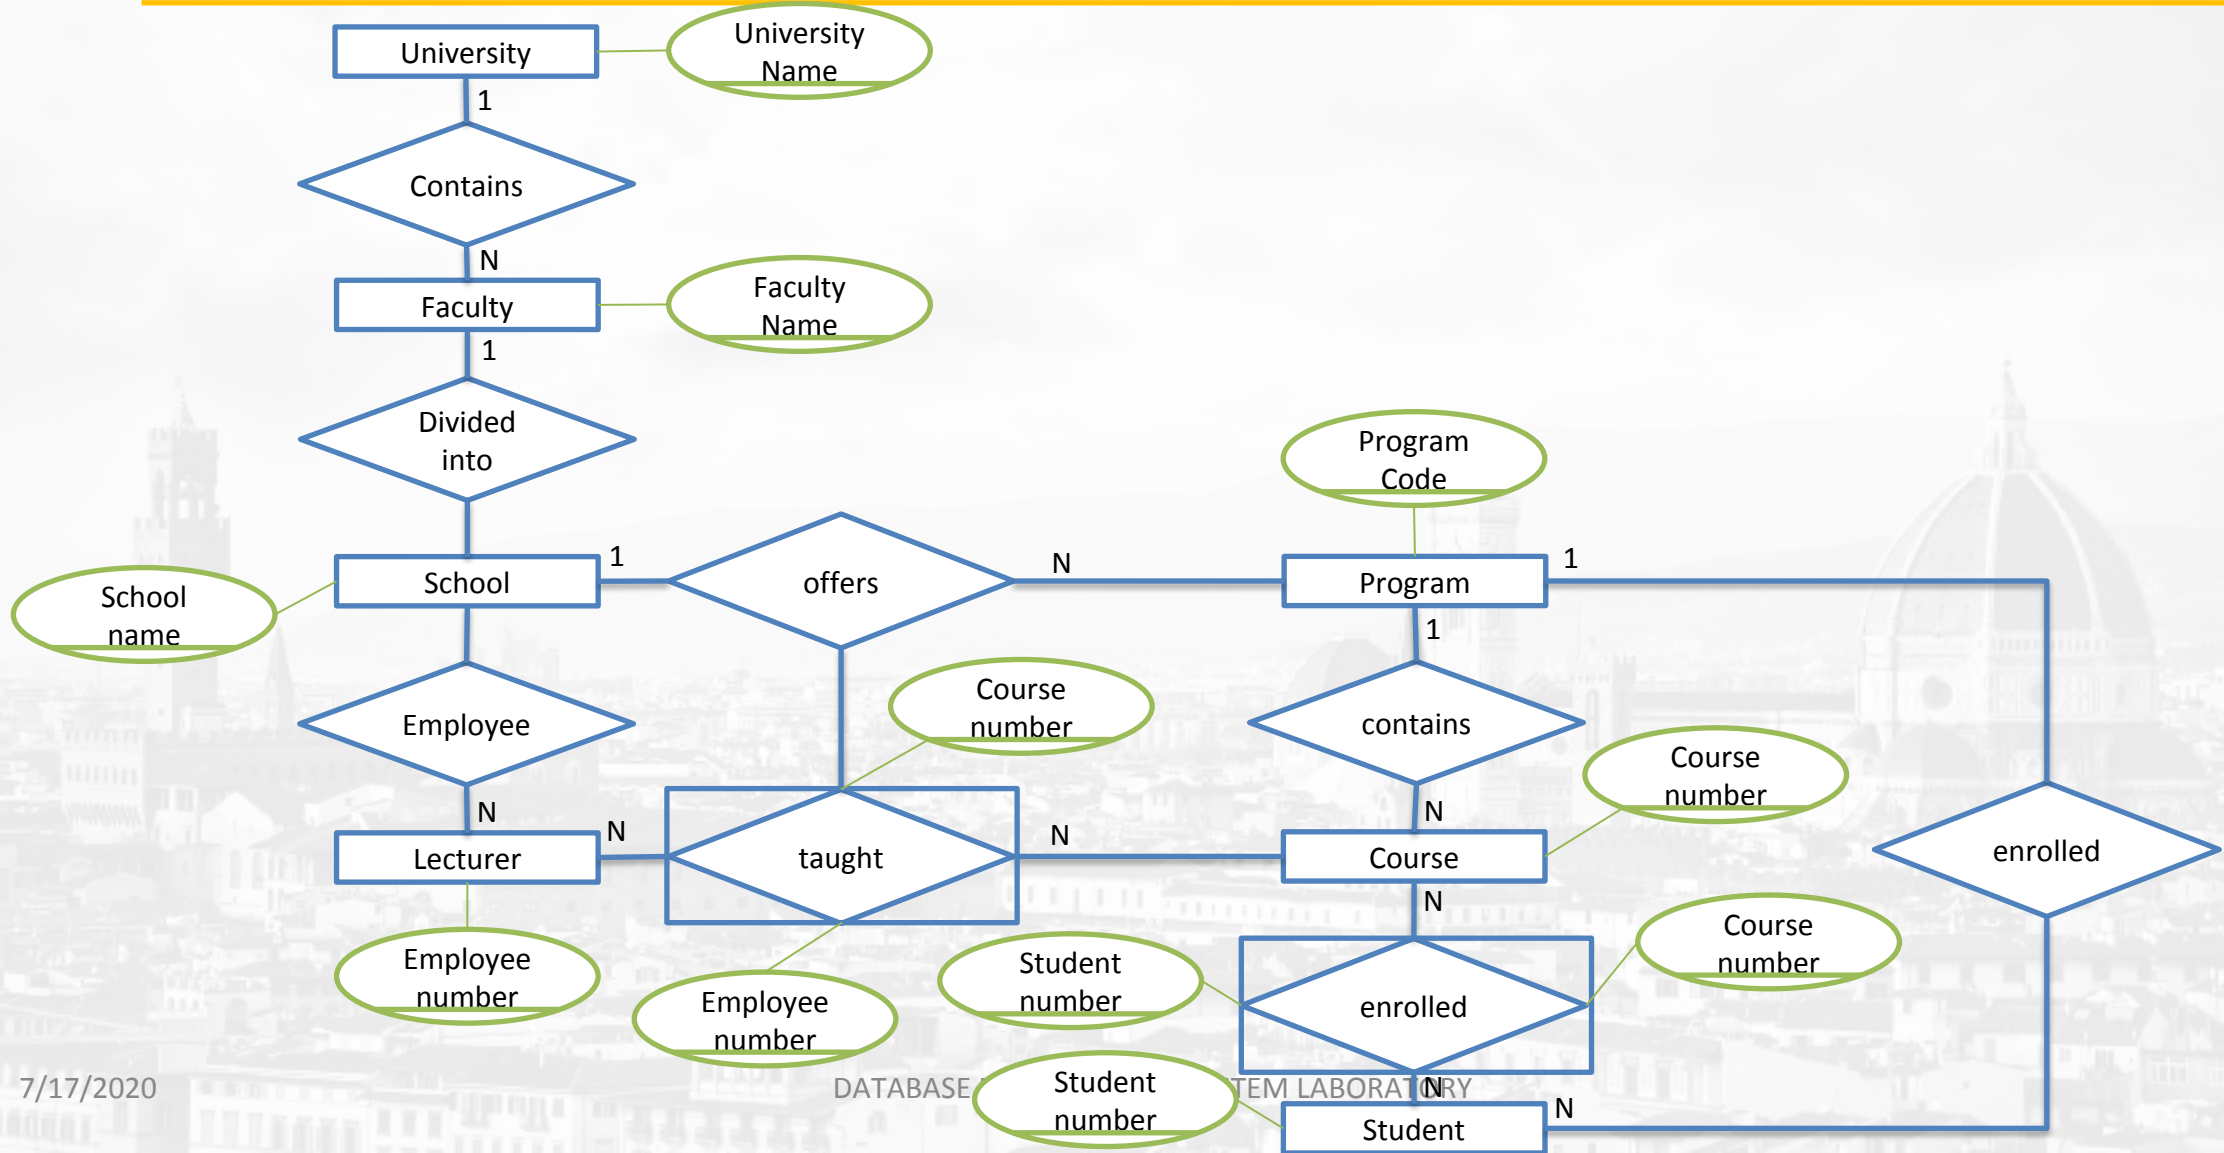 University
University
Name
1
Contains
N
Faculty
Faculty
Name
1
Divided
into
Program
Code
School
name
School
1
offers
N
Program
1
1
Employee
Course
number
contains
Course
number
N
N
Lecturer
N
taught
N
N
Course
enrolled
N
Employee
number
Employee
number
Student
number
enrolled
Course
number
7/17/2020
DATABASE
TEM LABORATORY
N
Student
number
Student
N